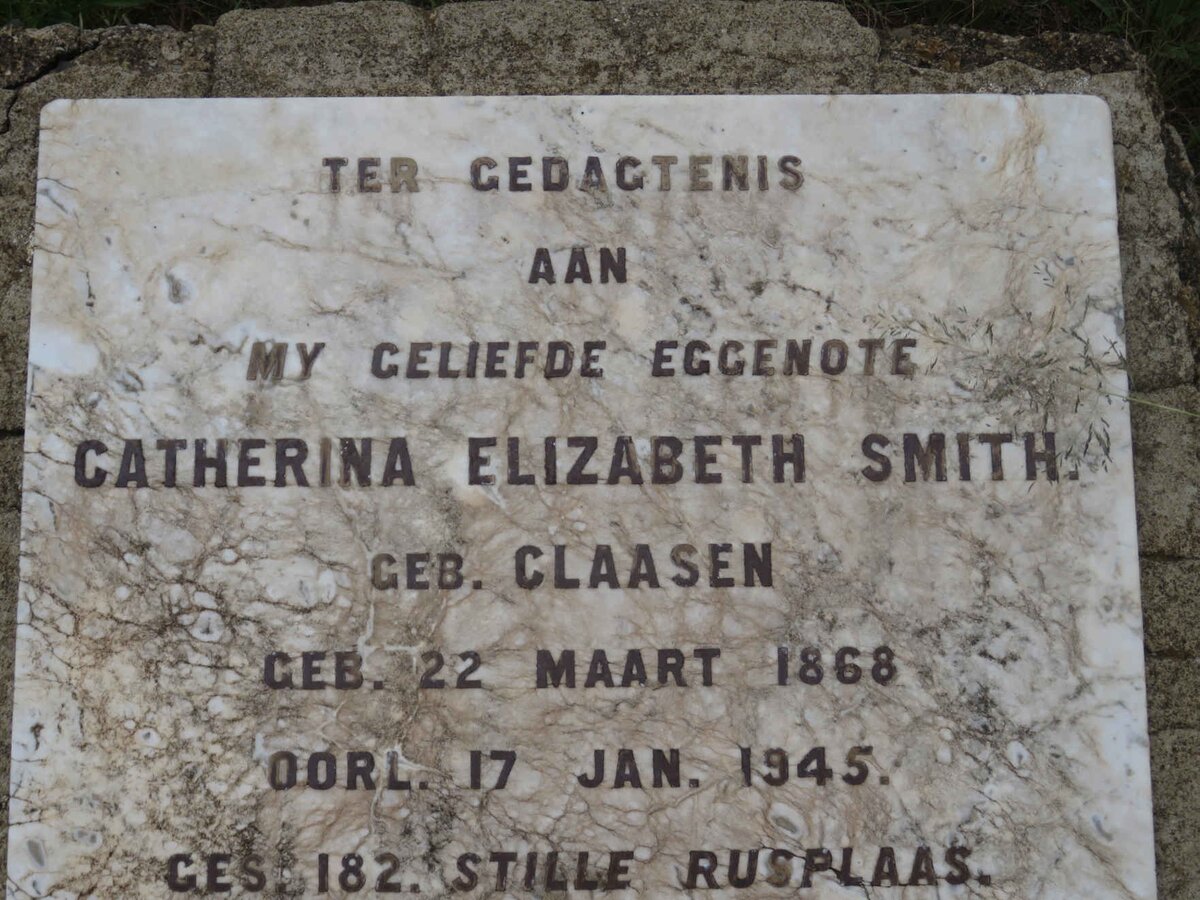 TER GEDAGTENIS
AAN
MY GELIEFDE EGGENOTE
CATHERINA ELIZABETH SMITH.
GEB. CLAASEN
GEB. 22 MAART 1868
OORL. 17 JAN. 1945.
GES. 182. STILLE RUSPLAAS.